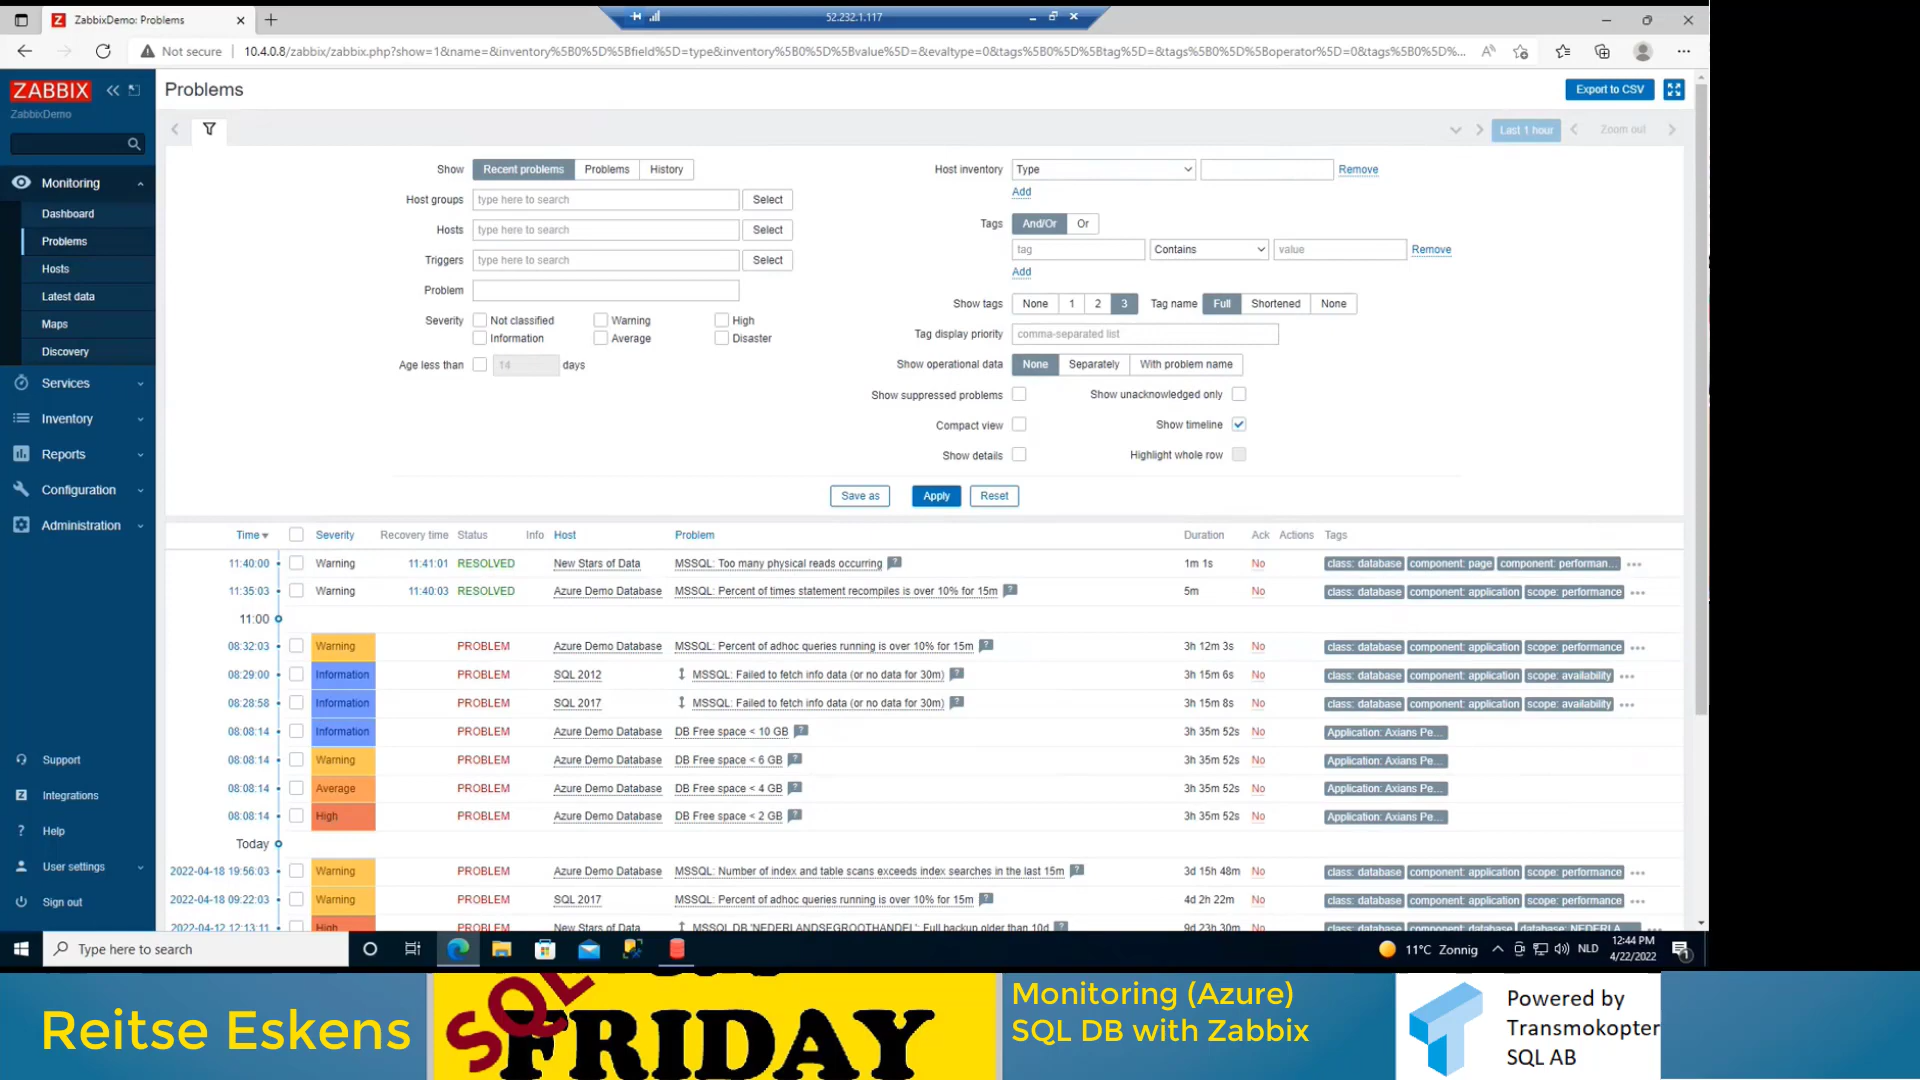 ZabbixDemo: Problems
52.232.1.117
Not secure
10.4.0.8/zabbix/zabbix.php?show=1&name=&inventory%5B0%5D%5Bfield%5D=type&inventory%5B0%5D%5Bvalue%5D=&evaltype=0&tags%5B0%5D%5Btag%5D=&tags%5B0%5D%5Boperator%5D=0&tags%5B0%5D%...
ZABBIX
ZabbixDemo
Problems
Export to CSV
Last 1 hour
Zoom out
Monitoring
Dashboard
Problems
Hosts
Latest data
Maps
Discovery
Services
Inventory
Reports
Configuration
Administration
Support
Integrations
Help
User settings
Sign out
Show Recent problems Problems History
Host groups type here to search Select
Hosts type here to search Select
Triggers type here to search Select
Problem
Severity Not classified Warning High
Information Average Disaster
Age less than 14 days
Host inventory Type Remove
Add
Tags And/Or Or
tag Contains value Remove
Add
Show tags None 1 2 3 Tag name Full Shortened None
Tag display priority comma-separated list
Show operational data None Separately With problem name
Show suppressed problems Show unacknowledged only
Compact view Show timeline
Show details Highlight whole row
Save as Apply Reset
Time Severity Recovery time Status Info Host Problem Duration Ack Actions Tags
11:40:00 Warning 11:41:01 RESOLVED New Stars of Data MSSQL: Too many physical reads occurring ? 1m 1s No class: database component: page component: performan... •••
11:35:03 Warning 11:40:03 RESOLVED Azure Demo Database MSSQL: Percent of times statement recompiles is over 10% for 15m ? 5m No class: database component: application scope: performance •••
11:00
08:32:03 Warning PROBLEM Azure Demo Database MSSQL: Percent of adhoc queries running is over 10% for 15m ? 3h 12m 3s No class: database component: application scope: performance •••
08:29:00 Information PROBLEM SQL 2012 MSSQL: Failed to fetch info data (or no data for 30m) ? 3h 15m 6s No class: database component: application scope: availability •••
08:28:58 Information PROBLEM SQL 2017 MSSQL: Failed to fetch info data (or no data for 30m) ? 3h 15m 8s No class: database component: application scope: availability •••
08:08:14 Information PROBLEM Azure Demo Database DB Free space < 10 GB ? 3h 35m 52s No Application: Axians Pe...
08:08:14 Warning PROBLEM Azure Demo Database DB Free space < 6 GB ? 3h 35m 52s No Application: Axians Pe...
08:08:14 Average PROBLEM Azure Demo Database DB Free space < 4 GB ? 3h 35m 52s No Application: Axians Pe...
08:08:14 High PROBLEM Azure Demo Database DB Free space < 2 GB ? 3h 35m 52s No Application: Axians Pe...
Today
2022-04-18 19:56:03 Warning PROBLEM Azure Demo Database MSSQL: Number of index and table scans exceeds index searches in the last 15m ? 3d 15h 48m No class: database component: application scope: performance •••
2022-04-18 09:22:03 Warning PROBLEM SQL 2017 MSSQL: Percent of adhoc queries running is over 10% for 15m ? 4d 2h 22m No class: database component: application scope: performance •••
2022-04-12 12:13:11 High PROBLEM New Stars of Data MSSQL DB 'NEDERLANDSEGROOTHANDEL': Full backup older than 10d ? 9d 23h 30m No class: database component: database database: NEDERLA...
Type here to search
11°C Zonnig
NLD
12:44 PM
4/22/2022
1
Reitse Eskens
SQL
FRIDAY
Monitoring (Azure)
SQL DB with Zabbix
Powered by
Transmokopter
SQL AB